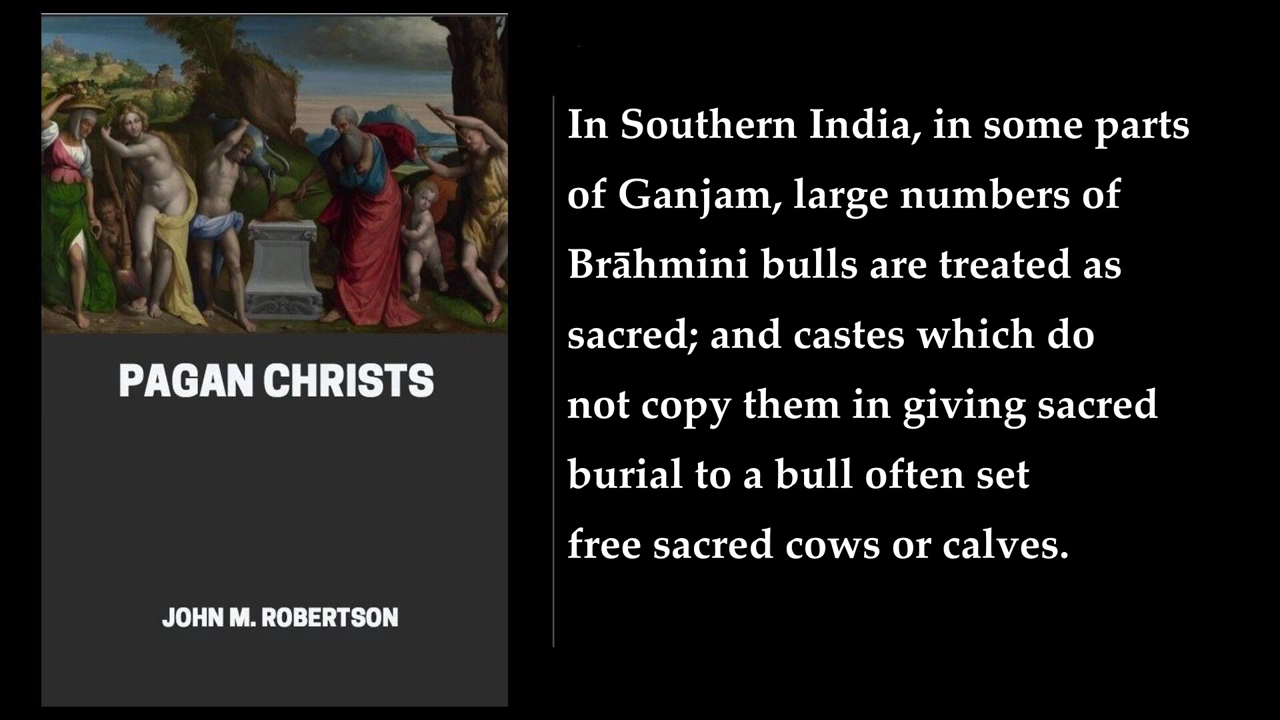 PAGAN CHRISTS
JOHN M. ROBERTSON
In Southern India, in some parts
of Ganjam, large numbers of
Brāhmini bulls are treated as
sacred; and castes which do
not copy them in giving sacred
burial to a bull often set
free sacred cows or calves.